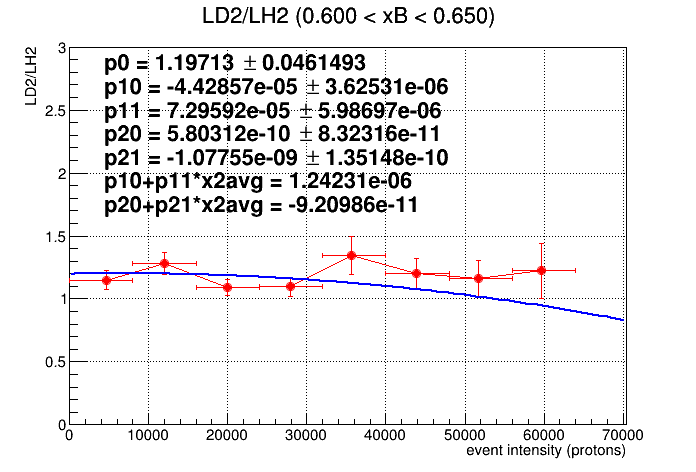 LD2/LH2 (0.600 < xB < 0.650)
LD2/LH2
p0 = 1.19713 ± 0.0461493
p10 = -4.42857e-05 ± 3.62531e-06
p11 = 7.29592e-05 ± 5.98697e-06
p20 = 5.80312e-10 ± 8.32316e-11
p21 = -1.07755e-09 ± 1.35148e-10
p10+p11*x2avg = 1.24231e-06
p20+p21*x2avg = -9.20986e-11
3
2.5
2
1.5
1
0.5
0
0 10000 20000 30000 40000 50000 60000 70000
event intensity (protons)